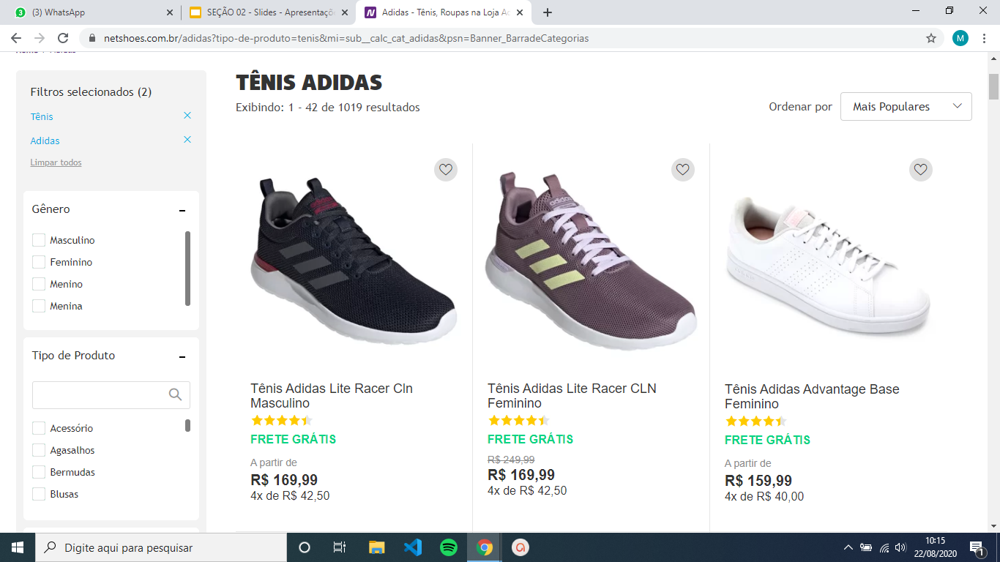 (3) WhatsApp
SEÇÃO 02 - Slides - Apresentaçõ
Adidas - Tênis, Roupas na Loja Ad
netshoes.com.br/adidas?tipo-de-produto=tenis&mi=sub__calc_cat_adidas&psn=Banner_BarradeCategorias
M
Filtros selecionados (2)
Tênis
Adidas
Limpar todos
Gênero
Masculino
Feminino
Menino
Menina
Tipo de Produto
Acessório
Agasalhos
Bermudas
Blusas
TÊNIS ADIDAS
Exibindo: 1 - 42 de 1019 resultados
Ordenar por
Mais Populares
Tênis Adidas Lite Racer Cln
Masculino
FRETE GRÁTIS
A partir de
R$ 169,99
4x de R$ 42,50
Tênis Adidas Lite Racer CLN
Feminino
FRETE GRÁTIS
R$ 249,99
R$ 169,99
4x de R$ 42,50
Tênis Adidas Advantage Base
Feminino
FRETE GRÁTIS
A partir de
R$ 159,99
4x de R$ 40,00
Digite aqui para pesquisar
10:15
22/08/2020
1